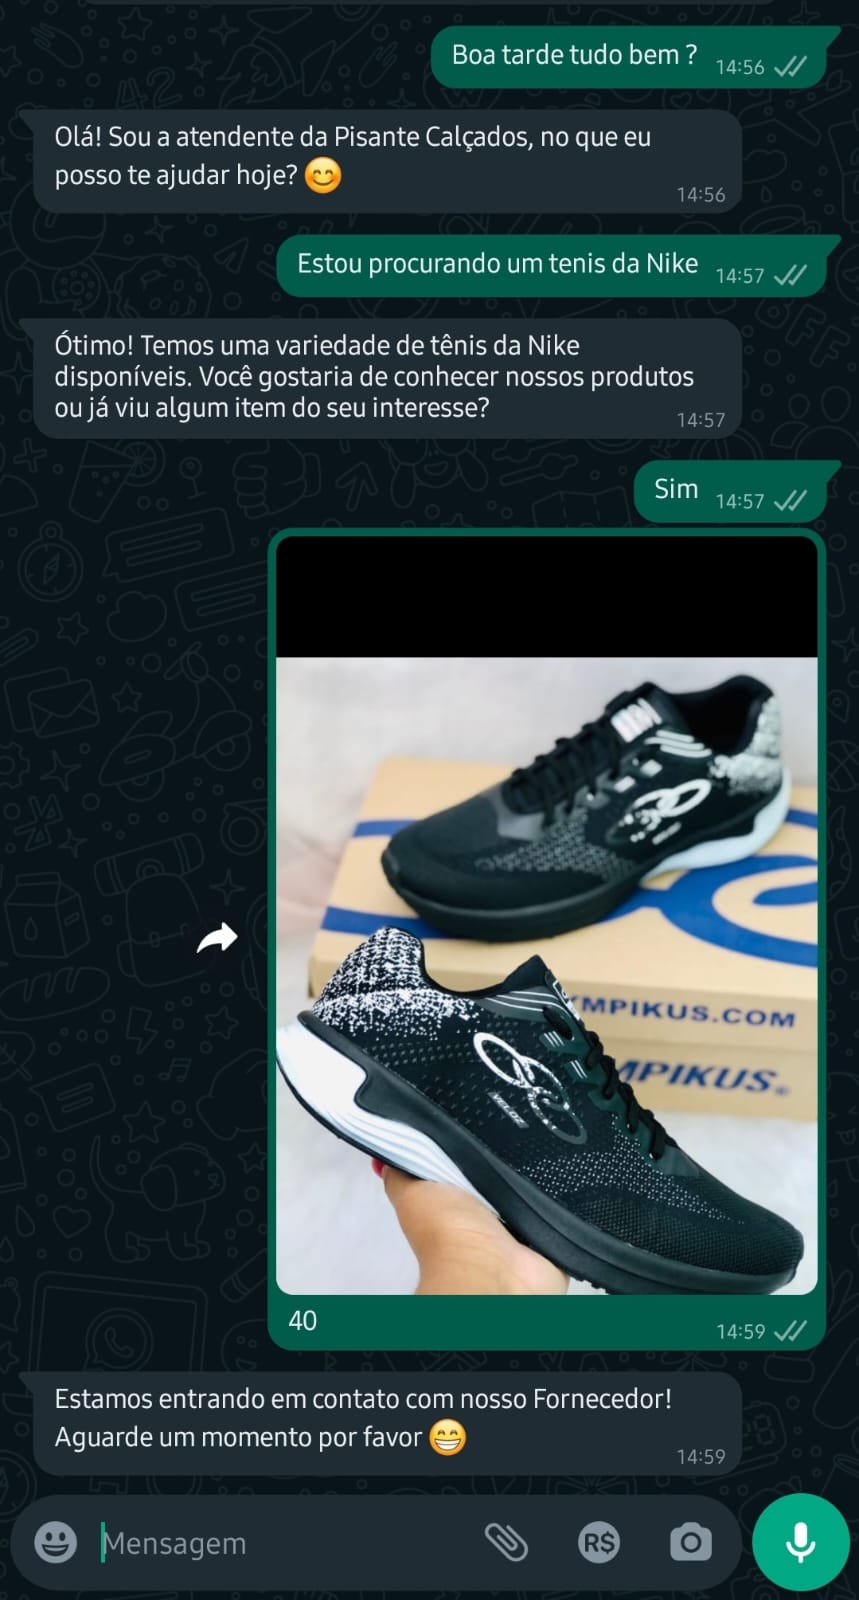 Boa tarde tudo bem ?
14:56
Olá! Sou a atendente da Pisante Calçados, no que eu
posso te ajudar hoje? 😊
14:56
Estou procurando um tenis da Nike
14:57
Ótimo! Temos uma variedade de tênis da Nike
disponíveis. Você gostaria de conhecer nossos produtos
ou já viu algum item do seu interesse?
14:57
Sim
14:57
MPIKUS.COM
MPIKUS
40
14:59
Estamos entrando em contato com nosso Fornecedor!
Aguarde um momento por favor 😁
14:59
Mensagem
R$